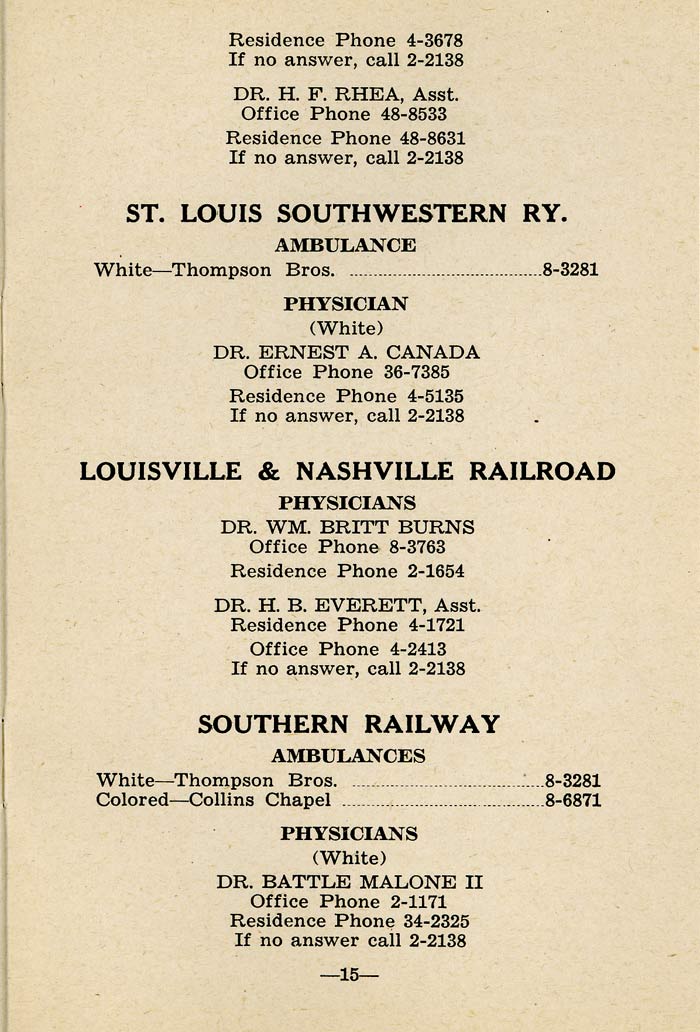 Residence Phone 4-3678
If no answer, call 2-2138
DR. H. F. RHEA, Asst.
Office Phone 48-8533
Residence Phone 48-8631
If no answer, call 2-2138
ST. LOUIS SOUTHWESTERN RY.
AMBULANCE
White—Thompson Bros. ........................................8-3281
PHYSICIAN
(White)
DR. ERNEST A. CANADA
Office Phone 36-7385
Residence Phone 4-5135
If no answer, call 2-2138
LOUISVILLE & NASHVILLE RAILROAD
PHYSICIANS
DR. WM. BRITT BURNS
Office Phone 8-3763
Residence Phone 2-1654
DR. H. B. EVERETT, Asst.
Residence Phone 4-1721
Office Phone 4-2413
If no answer, call 2-2138
SOUTHERN RAILWAY
AMBULANCES
White—Thompson Bros. ........................................8-3281
Colored—Collins Chapel ..........................................8-6871
PHYSICIANS
(White)
DR. BATTLE MALONE II
Office Phone 2-1171
Residence Phone 34-2325
If no answer call 2-2138
—15—